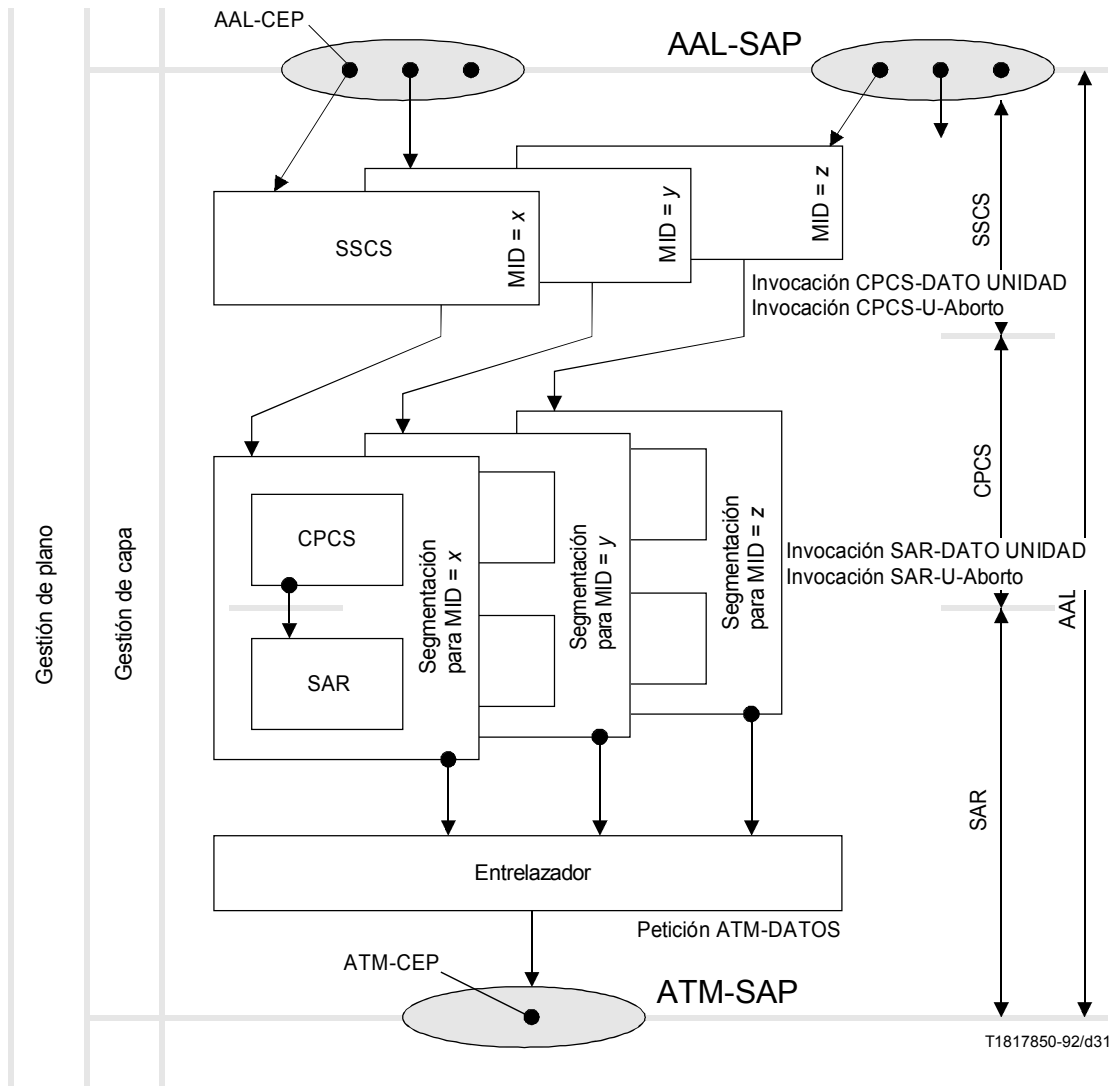 AAL-CEP
AAL-SAP
SSCS
MID = x
MID = y
MID = z
SSCS
Invocación CPCS-DATO UNIDAD
Invocación CPCS-U-Aborto
CPCS
SAR
Segmentación
para MID = x
Segmentación
para MID = y
Segmentación
para MID = z
CPCS
Invocación SAR-DATO UNIDAD
Invocación SAR-U-Aborto
AAL
SAR
Gestión de plano
Gestión de capa
Entrelazador
Petición ATM-DATOS
ATM-CEP
ATM-SAP
T1817850-92/d31